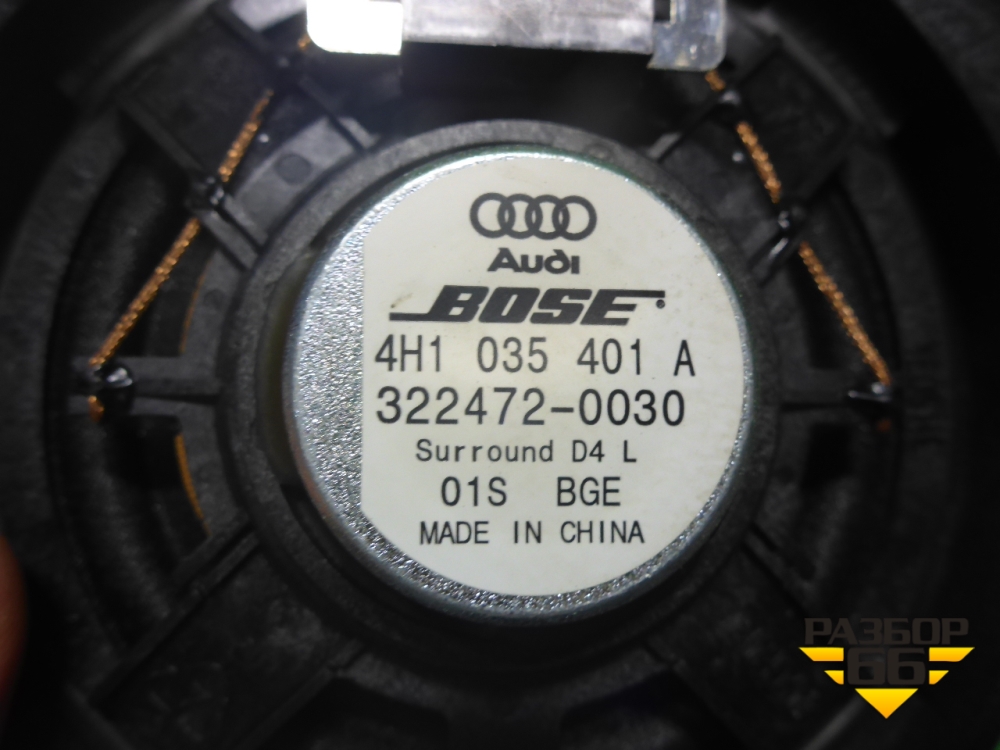 Audi
BOSE
4H1 035 401 A
322472-0030
Surround D4 L
01S BGE
MADE IN CHINA
РАЗБОР
66